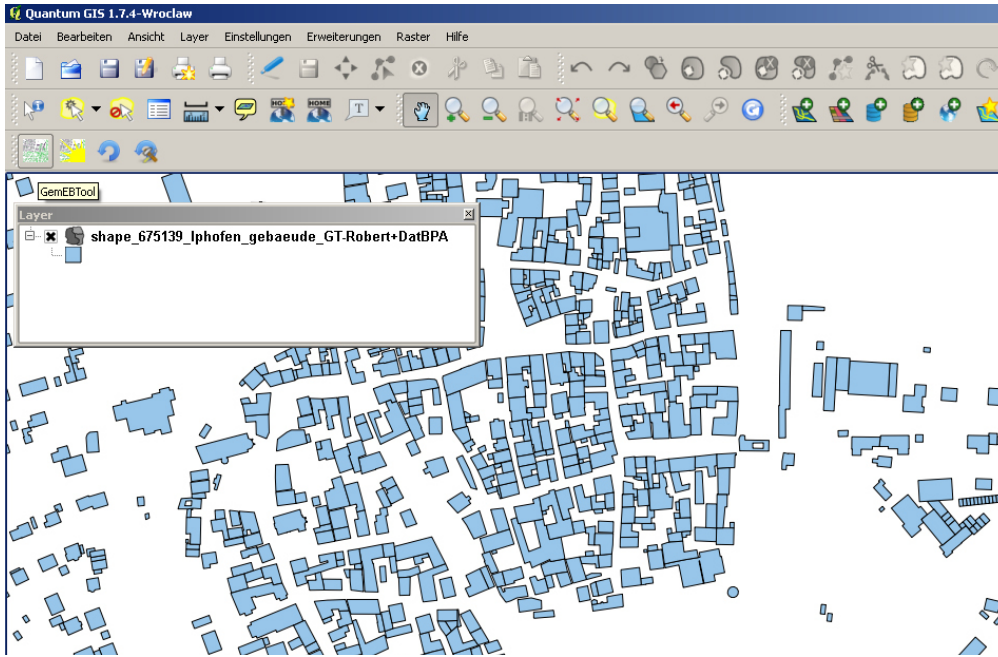 Quantum GIS 1.7.4-Wroclaw
Datei Bearbeiten Ansicht Layer Einstellungen Erweiterungen Raster Hilfe
HOME
T
GemEBTool
Layer
shape_675139_Iphofen_gebaeude_GT-Robert+DatBPA